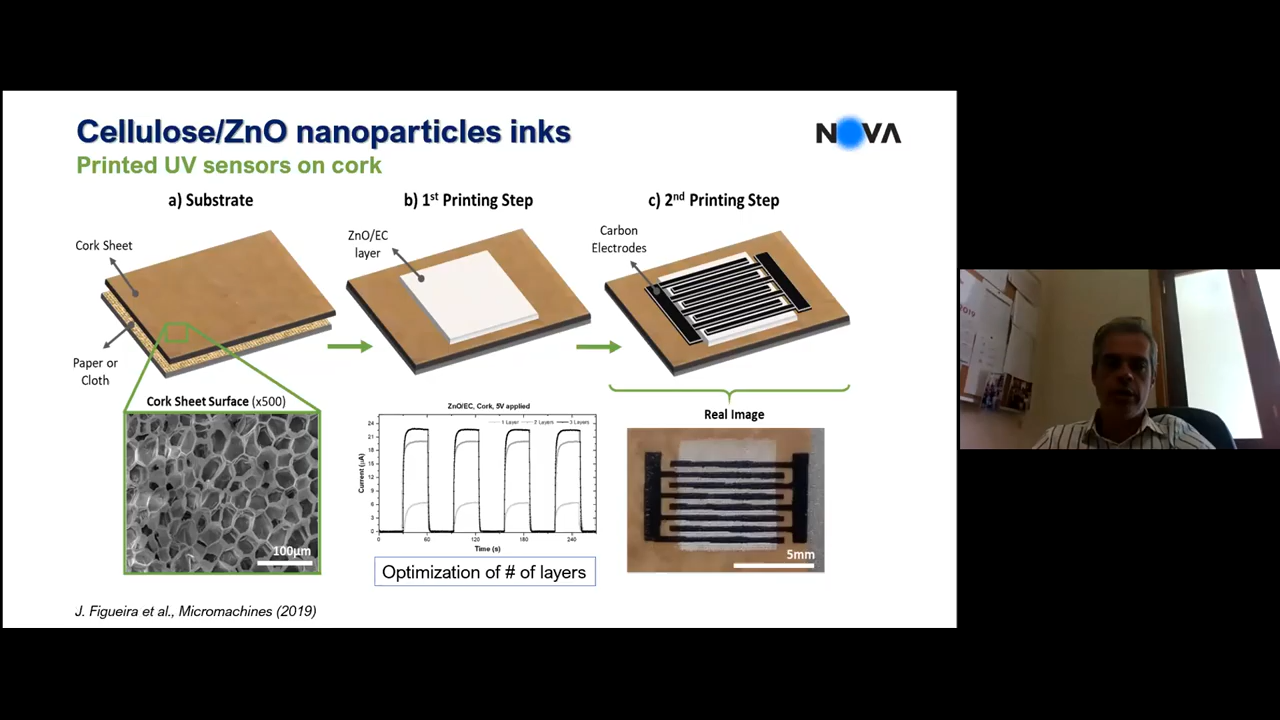 Cellulose/ZnO nanoparticles inks
NOVA
Printed UV sensors on cork
a) Substrate
b) 1st Printing Step
c) 2nd Printing Step
Cork Sheet
ZnO/EC
layer
Carbon
Electrodes
Paper or
Cloth
Cork Sheet Surface (x500)
100µm
ZnO/EC, Cork, 5V applied
1 Layer
2 Layers
3 Layers
Current (µA)
24
21
18
15
12
9
6
3
0
0
60
120
180
240
Time (s)
Optimization of # of layers
Real Image
5mm
J. Figueira et al., Micromachines (2019)
2019